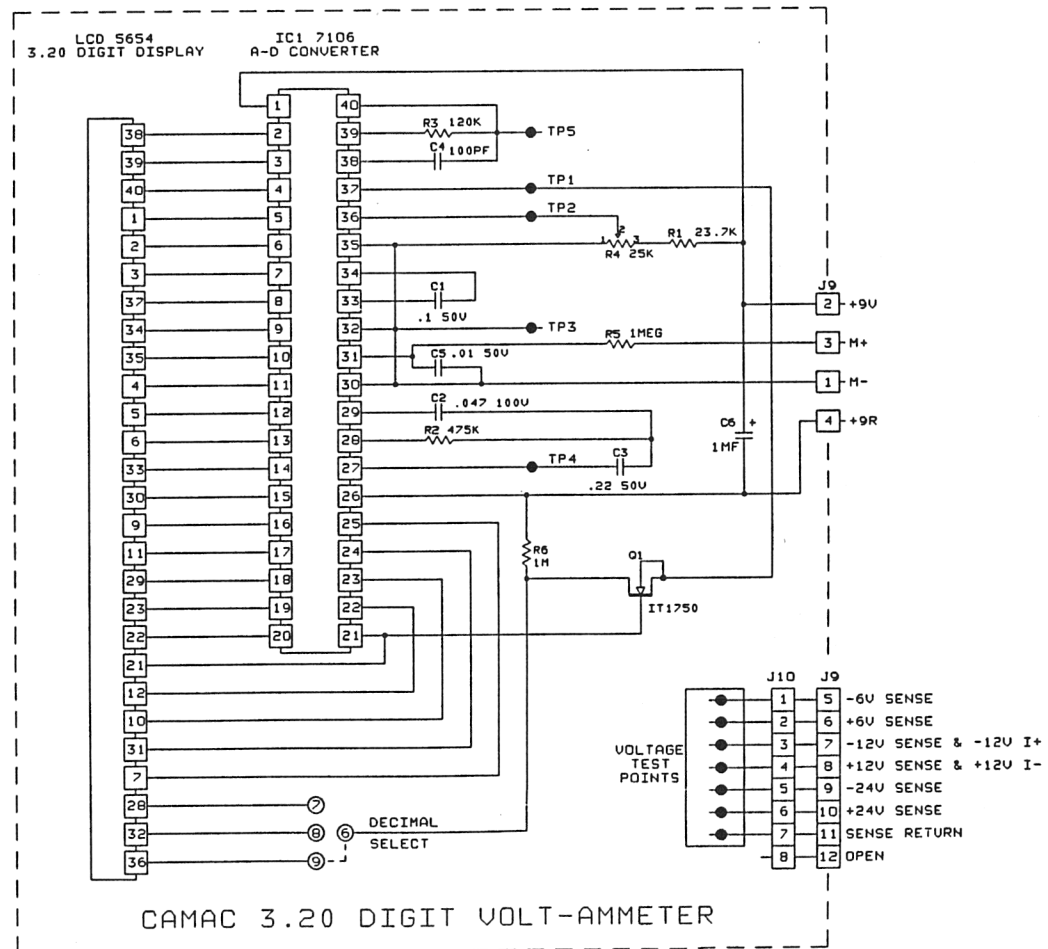 LCD 5654
3.20 DIGIT DISPLAY
IC1 7106
A-D CONVERTER
38
39
40
1
2
3
37
34
35
4
5
6
33
30
9
11
29
23
22
21
12
10
31
7
28
32
36
1
2
3
4
5
6
7
8
9
10
11
12
13
14
15
16
17
18
19
20
40
39
38
37
36
35
34
33
32
31
30
29
28
27
26
25
24
23
22
21
R3 120K
C4 100PF
TP5
TP1
TP2
1 2 3
R4 25K
R1 23.7K
C1
.1 50V
TP3
R5 1MEG
C5 .01 50V
C2 .047 100V
R2 475K
TP4
C3
.22 50V
C6 +
1MF
R6
1M
Q1
IT1750
J9
2 +9V
3 M+
1 M-
4 +9R
7
8
9
6
DECIMAL
SELECT
VOLTAGE
TEST
POINTS
J10 J9
1 5 -6V SENSE
2 6 +6V SENSE
3 7 -12V SENSE & -12V I+
4 8 +12V SENSE & +12V I-
5 9 -24V SENSE
6 10 +24V SENSE
7 11 SENSE RETURN
8 12 OPEN
CAMAC 3.20 DIGIT VOLT-AMMETER